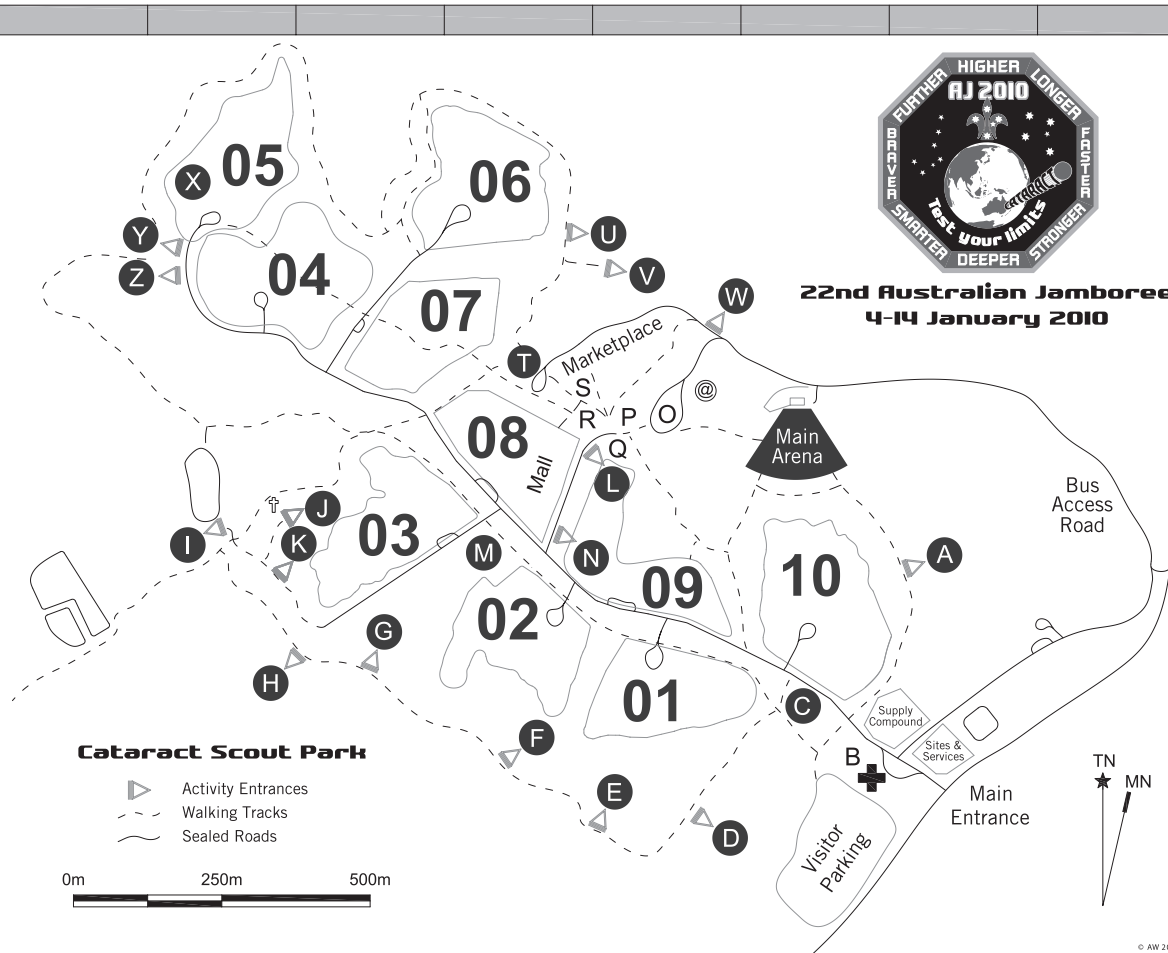 FURTHER
HIGHER
LONGER
AJ 2010
BRAVER
FASTER
CATARACT
Test your limits
SMARTER
DEEPER
STRONGER
22nd Australian Jamboree
4-14 January 2010
05
X
06
Y
Z
04
U
V
07
W
T
Marketplace
S
R
P
O
@
Q
08
Mall
Main
Arena
L
Bus
Access
Road
J
I
K
03
M
N
A
10
09
02
G
H
01
C
Supply
Compound
F
B
Sites &
Services
Cataract Scout Park
Activity Entrances
Walking Tracks
Sealed Roads
E
D
Main
Entrance
TN
MN
Visitor
Parking
0m
250m
500m